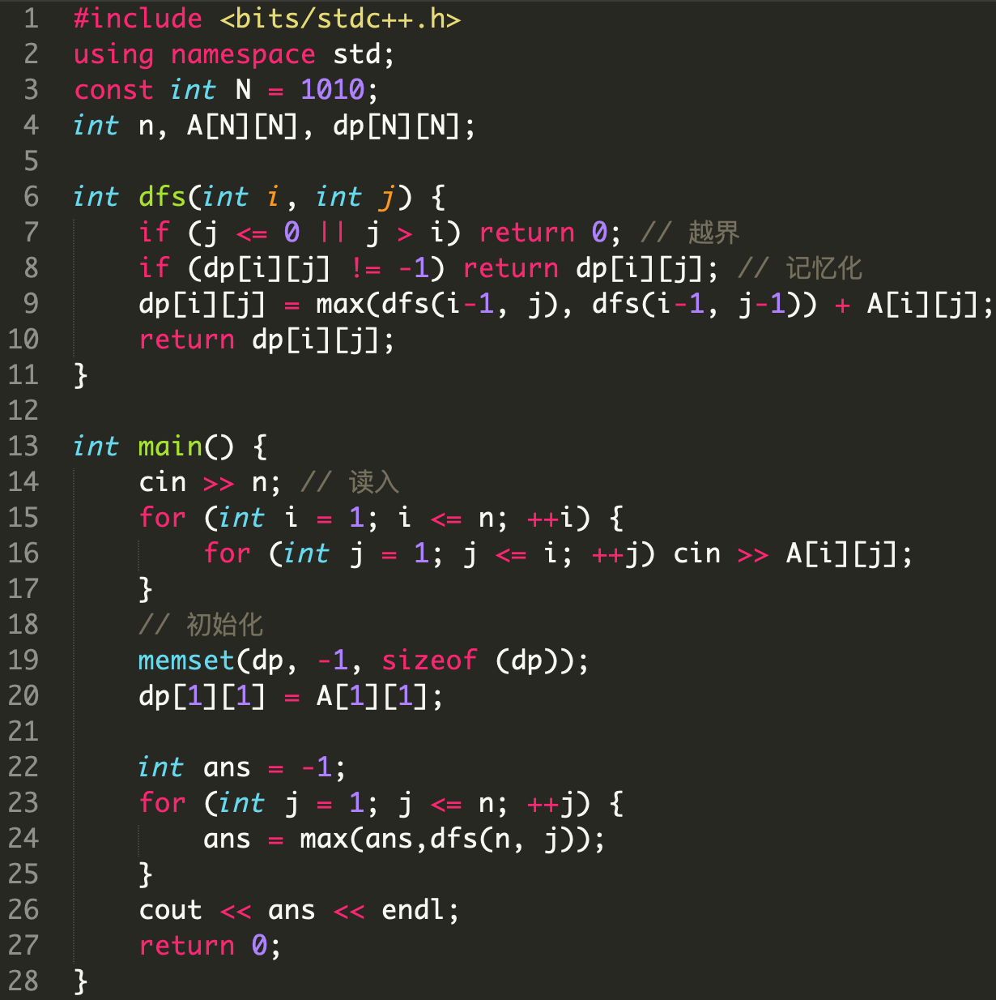 1 #include <bits/stdc++.h>
2 using namespace std;
3 const int N = 1010;
4 int n, A[N][N], dp[N][N];
5
6 int dfs(int i, int j) {
7     if (j <= 0 || j > i) return 0; // 越界
8     if (dp[i][j] != -1) return dp[i][j]; // 记忆化
9     dp[i][j] = max(dfs(i-1, j), dfs(i-1, j-1)) + A[i][j];
10     return dp[i][j];
11 }
12
13 int main() {
14     cin >> n; // 读入
15     for (int i = 1; i <= n; ++i) {
16         for (int j = 1; j <= i; ++j) cin >> A[i][j];
17     }
18     // 初始化
19     memset(dp, -1, sizeof (dp));
20     dp[1][1] = A[1][1];
21
22     int ans = -1;
23     for (int j = 1; j <= n; ++j) {
24         ans = max(ans,dfs(n, j));
25     }
26     cout << ans << endl;
27     return 0;
28 }